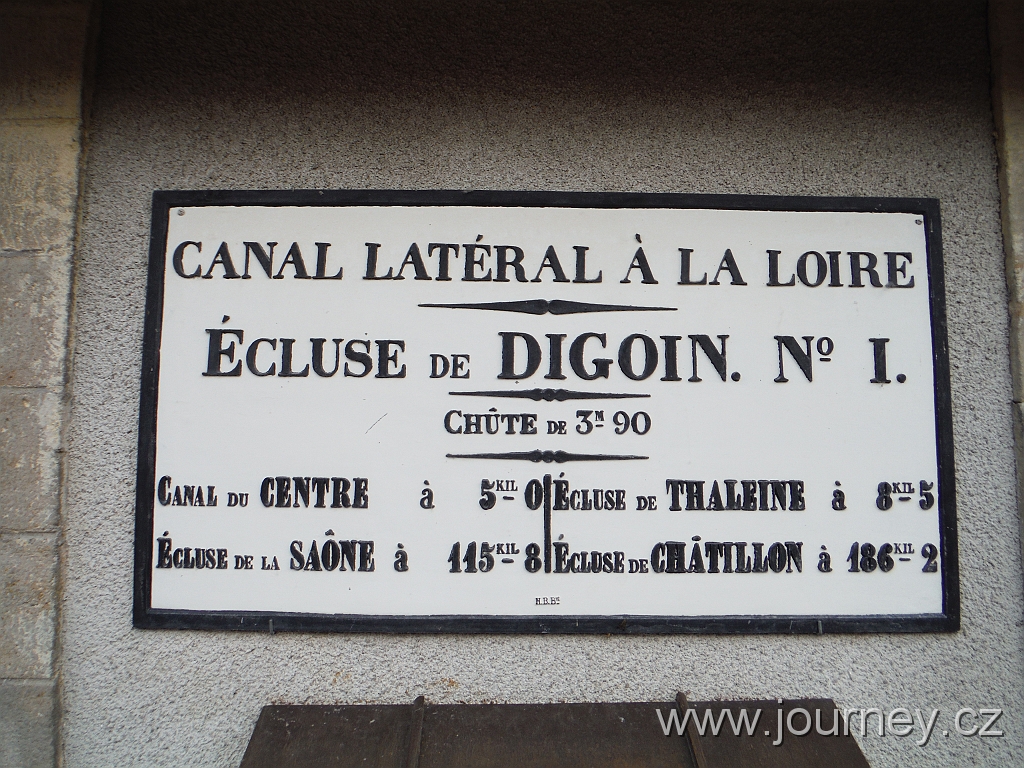 CANAL LATÉRAL À LA LOIRE
ÉCLUSE DE DIGOIN. Nº I.
CHÛTE DE 3M 90
CANAL DU CENTRE à 5KIL 0
ÉCLUSE DE LA SAÔNE à 115KIL 8
ÉCLUSE DE THALEINE à 8KIL 5
ÉCLUSE DE CHÂTILLON à 186KIL 2
www.journey.cz